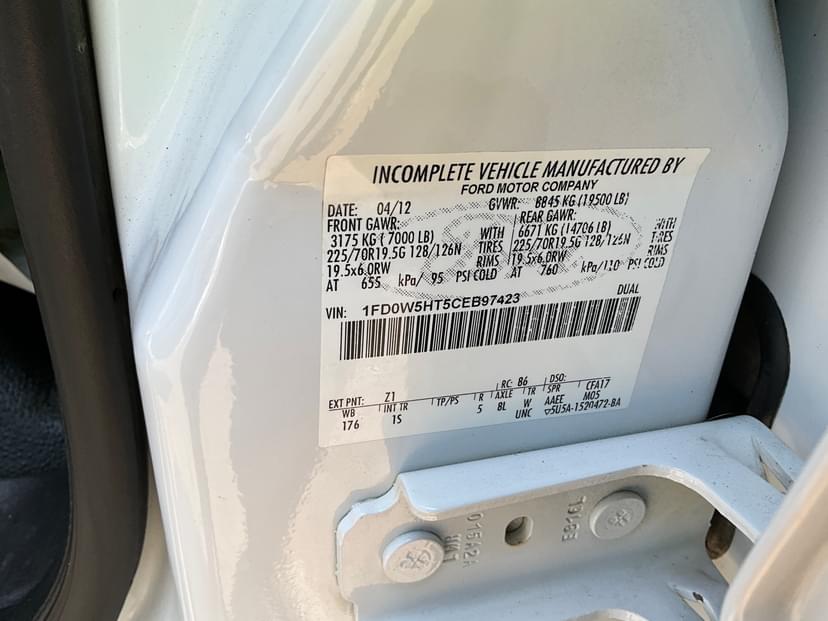 INCOMPLETE VEHICLE MANUFACTURED BY
FORD MOTOR COMPANY
DATE: 04/12 GVWR: 8845 KG (19500 LB)
FRONT GAWR: REAR GAWR:
3175 KG ( 7000 LB) WITH 6671 KG (14706 LB) WITH
225/70R19.5G 128/126N TIRES 225/70R19.5G 128/126N TIRES
19.5x6.0RW RIMS 19.5x6.0RW RIMS
AT 655 kPa/ 95 PSI COLD AT 760 kPa/110 PSI COLD
DUAL
VIN: 1FD0W5HT5CEB97423
EXT PNT: Z1 RC: 86 DSO:
WB INT TR TP/PS R AXLE TR SPR CFA17
176 1S 5 8L W AAEE M05
UNC 5U5A-1520472-BA